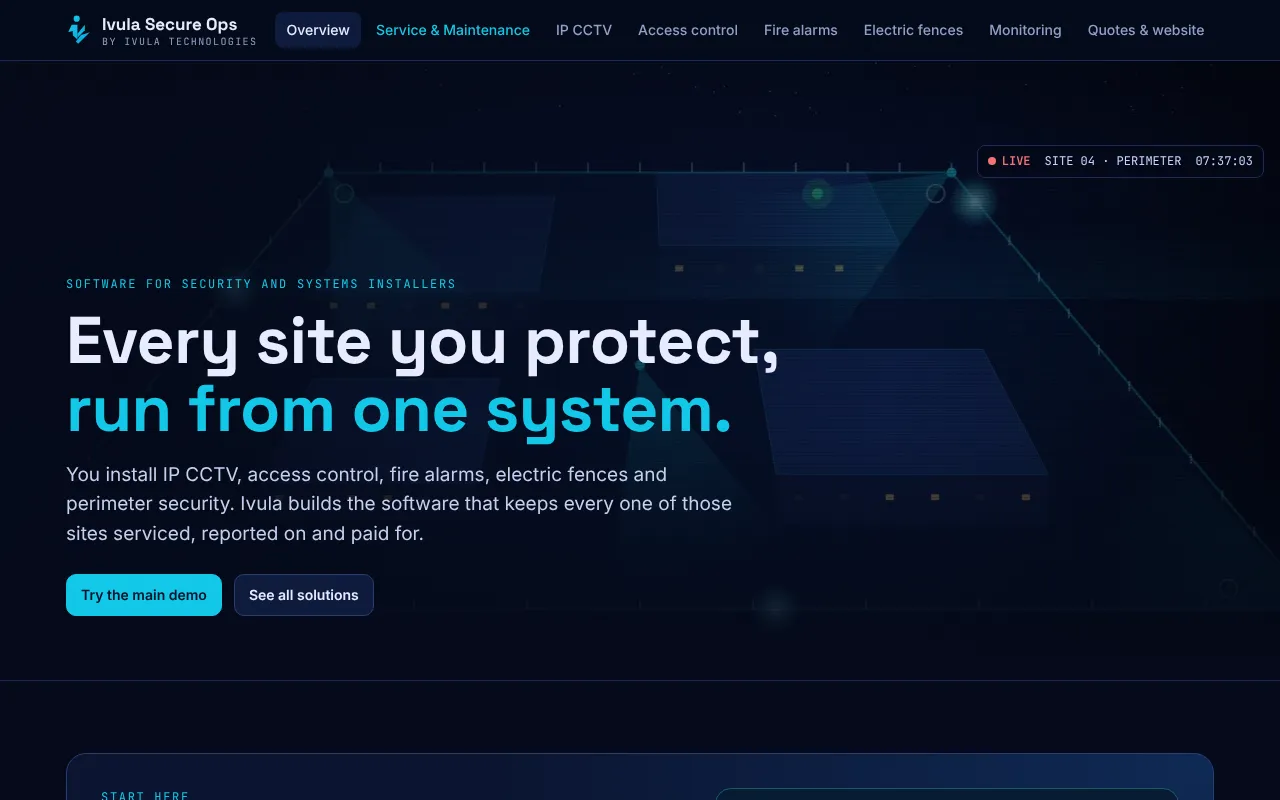 Ivula Secure Ops
BY IVULA TECHNOLOGIES
Overview
Service & Maintenance
IP CCTV
Access control
Fire alarms
Electric fences
Monitoring
Quotes & website
LIVE SITE 04 · PERIMETER 07:37:03
SOFTWARE FOR SECURITY AND SYSTEMS INSTALLERS
Every site you protect,
run from one system.
You install IP CCTV, access control, fire alarms, electric fences and
perimeter security. Ivula builds the software that keeps every one of those
sites serviced, reported on and paid for.
Try the main demo
See all solutions
START HERE